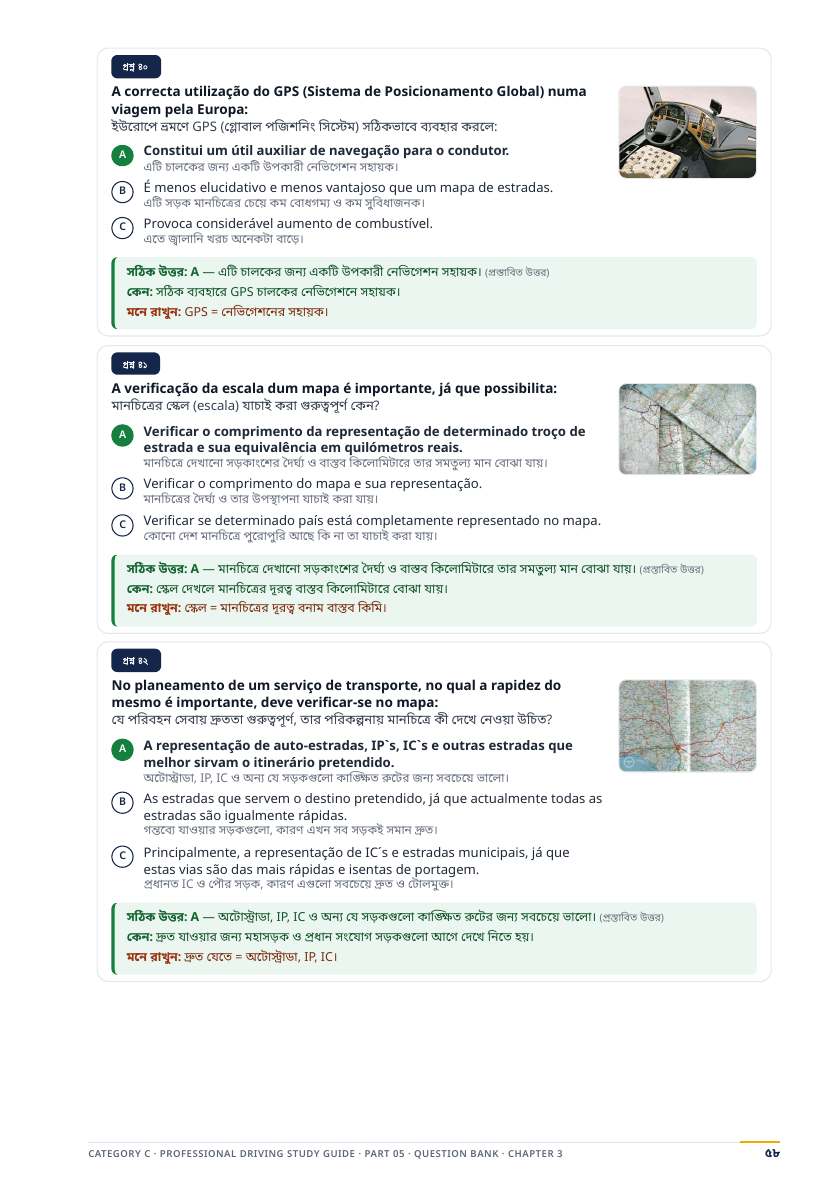 প্রশ্ন ৪০
A correcta utilização do GPS (Sistema de Posicionamento Global) numa
viagem pela Europa:
ইউরোপে ভ্রমণে GPS (গ্লোবাল পজিশনিং সিস্টেম) সঠিকভাবে ব্যবহার করলে:
A Constitui um útil auxiliar de navegação para o condutor.
এটি চালকের জন্য একটি উপকারী নেভিগেশন সহায়ক।
B É menos elucidativo e menos vantajoso que um mapa de estradas.
এটি সড়ক মানচিত্রের চেয়ে কম বোধগম্য ও কম সুবিধাজনক।
C Provoca considerável aumento de combustível.
এতে জ্বালানি খরচ অনেকটা বাড়ে।
সঠিক উত্তর: A — এটি চালকের জন্য একটি উপকারী নেভিগেশন সহায়ক। (প্রস্তাবিত উত্তর)
কেন: সঠিক ব্যবহারে GPS চালকের নেভিগেশনে সহায়ক।
মনে রাখুন: GPS = নেভিগেশনের সহায়ক।
প্রশ্ন ৪১
A verificação da escala dum mapa é importante, já que possibilita:
মানচিত্রের স্কেল (escala) যাচাই করা গুরুত্বপূর্ণ কেন?
A Verificar o comprimento da representação de determinado troço de
estrada e sua equivalência em quilómetros reais.
মানচিত্রে দেখানো সড়কাংশের দৈর্ঘ্য ও বাস্তব কিলোমিটারে তার সমতুল্য মান বোঝা যায়।
B Verificar o comprimento do mapa e sua representação.
মানচিত্রের দৈর্ঘ্য ও তার উপস্থাপনা যাচাই করা যায়।
C Verificar se determinado país está completamente representado no mapa.
কোনো দেশ মানচিত্রে পুরোপুরি আছে কি না তা যাচাই করা যায়।
সঠিক উত্তর: A — মানচিত্রে দেখানো সড়কাংশের দৈর্ঘ্য ও বাস্তব কিলোমিটারে তার সমতুল্য মান বোঝা যায়। (প্রস্তাবিত উত্তর)
কেন: স্কেল দেখলে মানচিত্রের দূরত্ব বাস্তব কিলোমিটারে বোঝা যায়।
মনে রাখুন: স্কেল = মানচিত্রের দূরত্ব বনাম বাস্তব কিমি।
প্রশ্ন ৪২
No planeamento de um serviço de transporte, no qual a rapidez do
mesmo é importante, deve verificar-se no mapa:
যে পরিবহন সেবায় দ্রুততা গুরুত্বপূর্ণ, তার পরিকল্পনায় মানচিত্রে কী দেখে নেওয়া উচিত?
A A representação de auto-estradas, IP`s, IC`s e outras estradas que
melhor sirvam o itinerário pretendido.
অটোস্ট্রাডা, IP, IC ও অন্য যে সড়কগুলো কাঙ্ক্ষিত রুটের জন্য সবচেয়ে ভালো।
B As estradas que servem o destino pretendido, já que actualmente todas as
estradas são igualmente rápidas.
গন্তব্যে যাওয়ার সড়কগুলো, কারণ এখন সব সড়কই সমান দ্রুত।
C Principalmente, a representação de IC´s e estradas municipais, já que
estas vias são das mais rápidas e isentas de portagem.
প্রধানত IC ও পৌর সড়ক, কারণ এগুলো সবচেয়ে দ্রুত ও টোলমুক্ত।
সঠিক উত্তর: A — অটোস্ট্রাডা, IP, IC ও অন্য যে সড়কগুলো কাঙ্ক্ষিত রুটের জন্য সবচেয়ে ভালো। (প্রস্তাবিত উত্তর)
কেন: দ্রুত যাওয়ার জন্য মহাসড়ক ও প্রধান সংযোগ সড়কগুলো আগে দেখে নিতে হয়।
মনে রাখুন: দ্রুত যেতে = অটোস্ট্রাডা, IP, IC।
CATEGORY C · PROFESSIONAL DRIVING STUDY GUIDE · PART 05 · QUESTION BANK · CHAPTER 3
৫৮